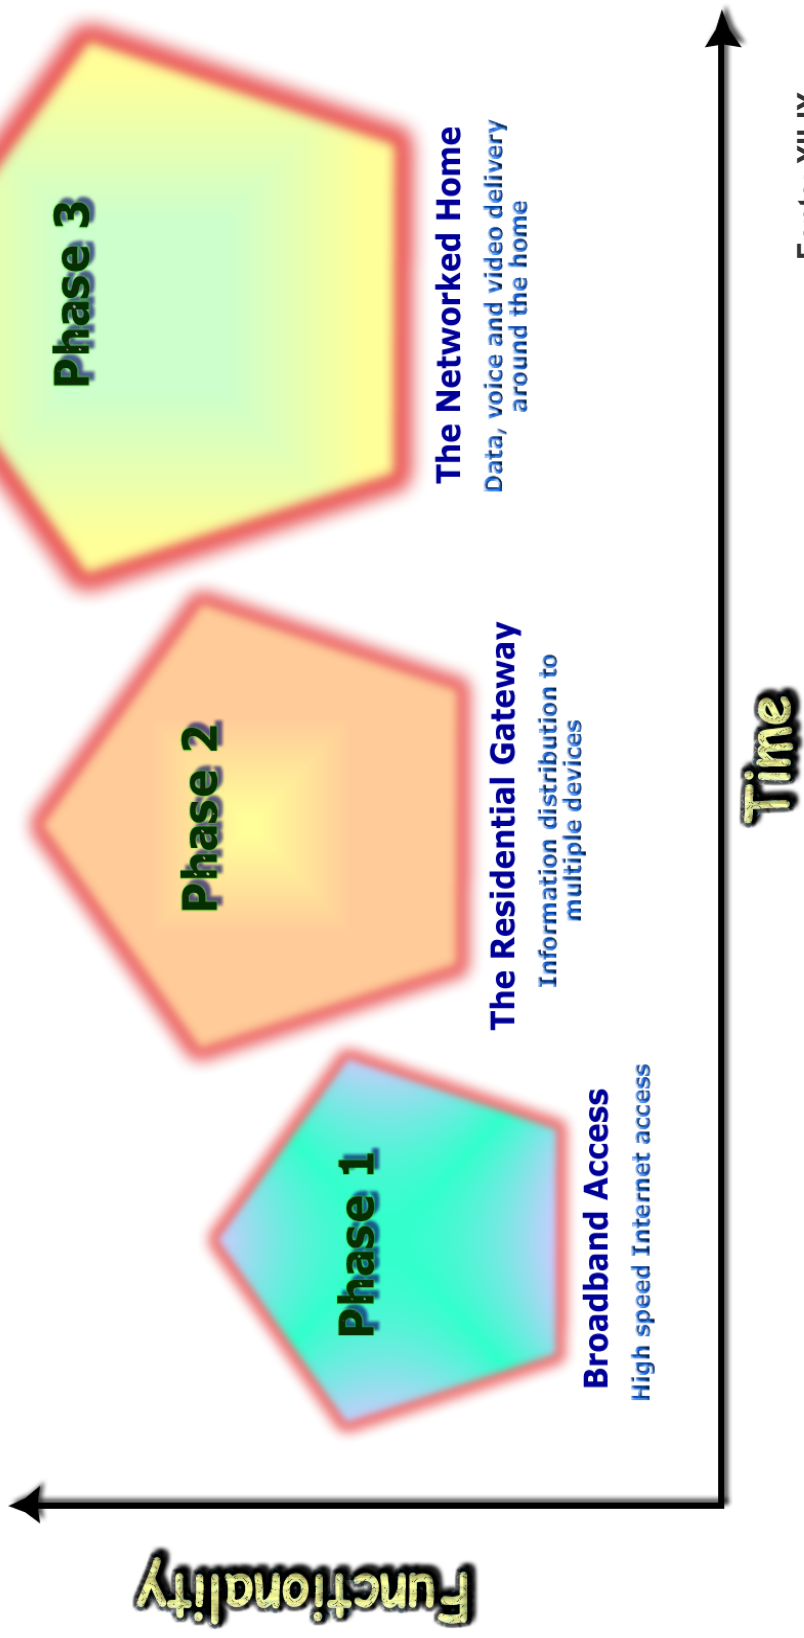 Functionality
Phase 1
Broadband Access
High speed Internet access
Phase 2
The Residential Gateway
Information distribution to
multiple devices
Phase 3
The Networked Home
Data, voice and video delivery
around the home
Time